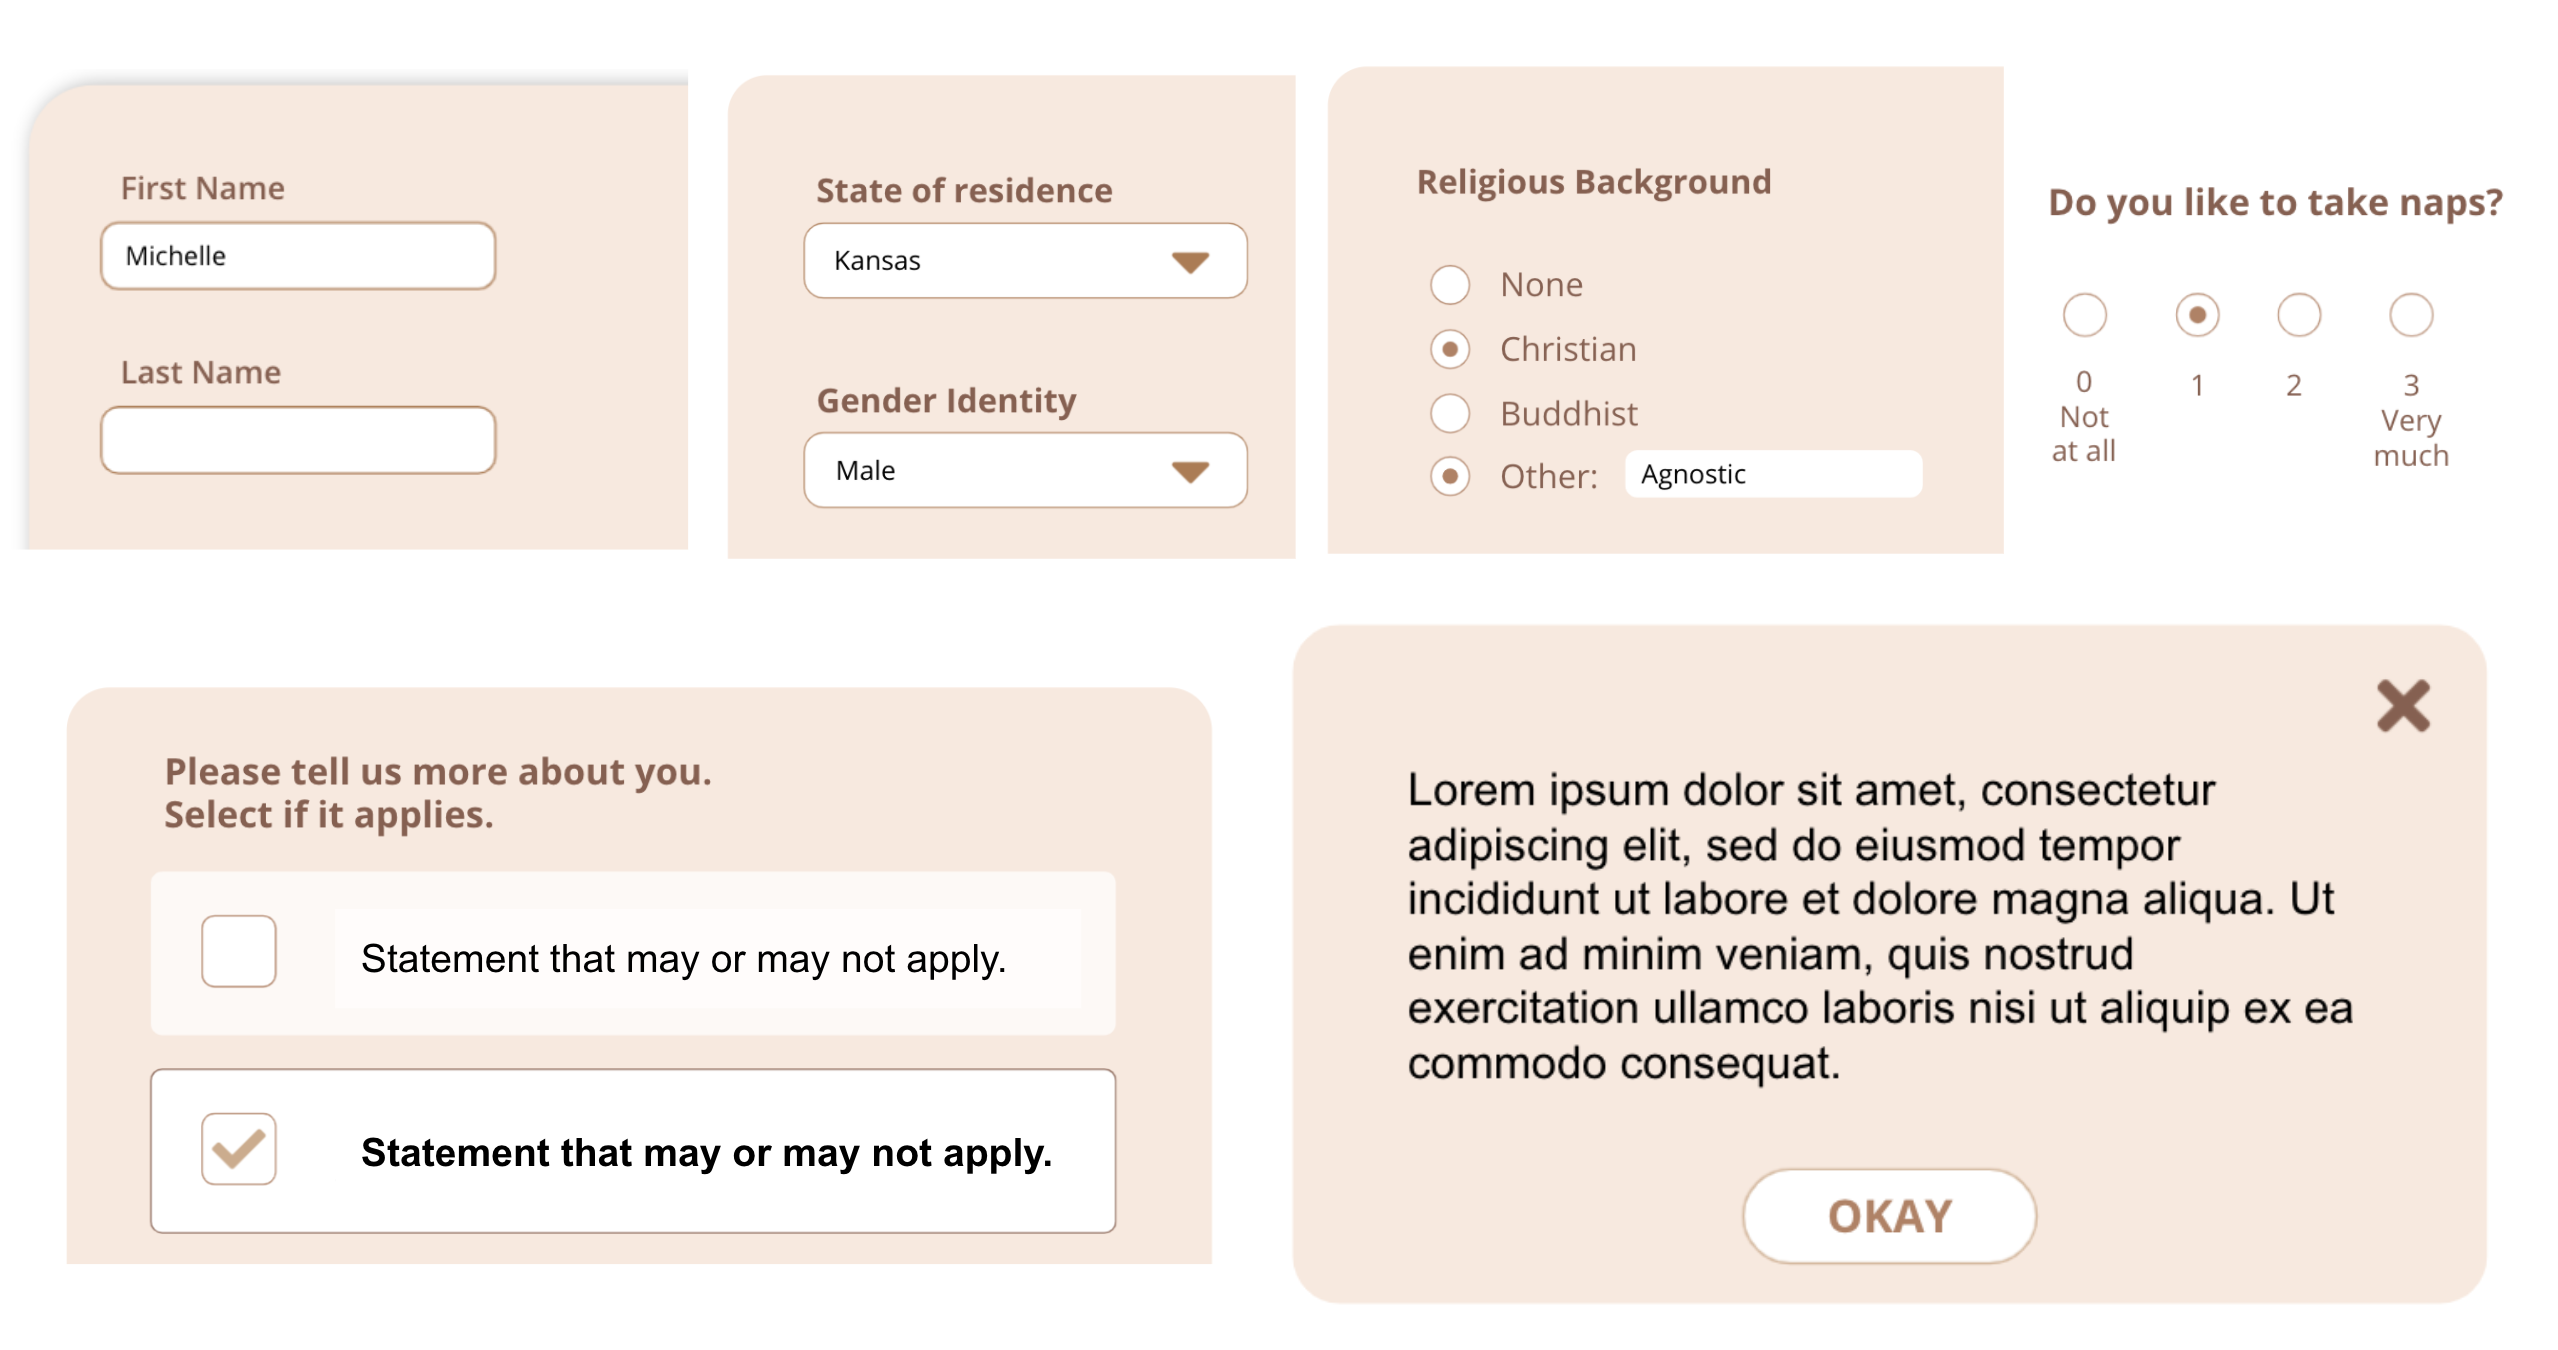 First Name
Michelle
Last Name
State of residence
Kansas
Gender Identity
Male
Religious Background
None
Christian
Buddhist
Other: Agnostic
Do you like to take naps?
0 1 2 3
Not Very
at all much
Please tell us more about you.
Select if it applies.
Statement that may or may not apply.
Statement that may or may not apply.
Lorem ipsum dolor sit amet, consectetur
adipiscing elit, sed do eiusmod tempor
incididunt ut labore et dolore magna aliqua. Ut
enim ad minim veniam, quis nostrud
exercitation ullamco laboris nisi ut aliquip ex ea
commodo consequat.
OKAY